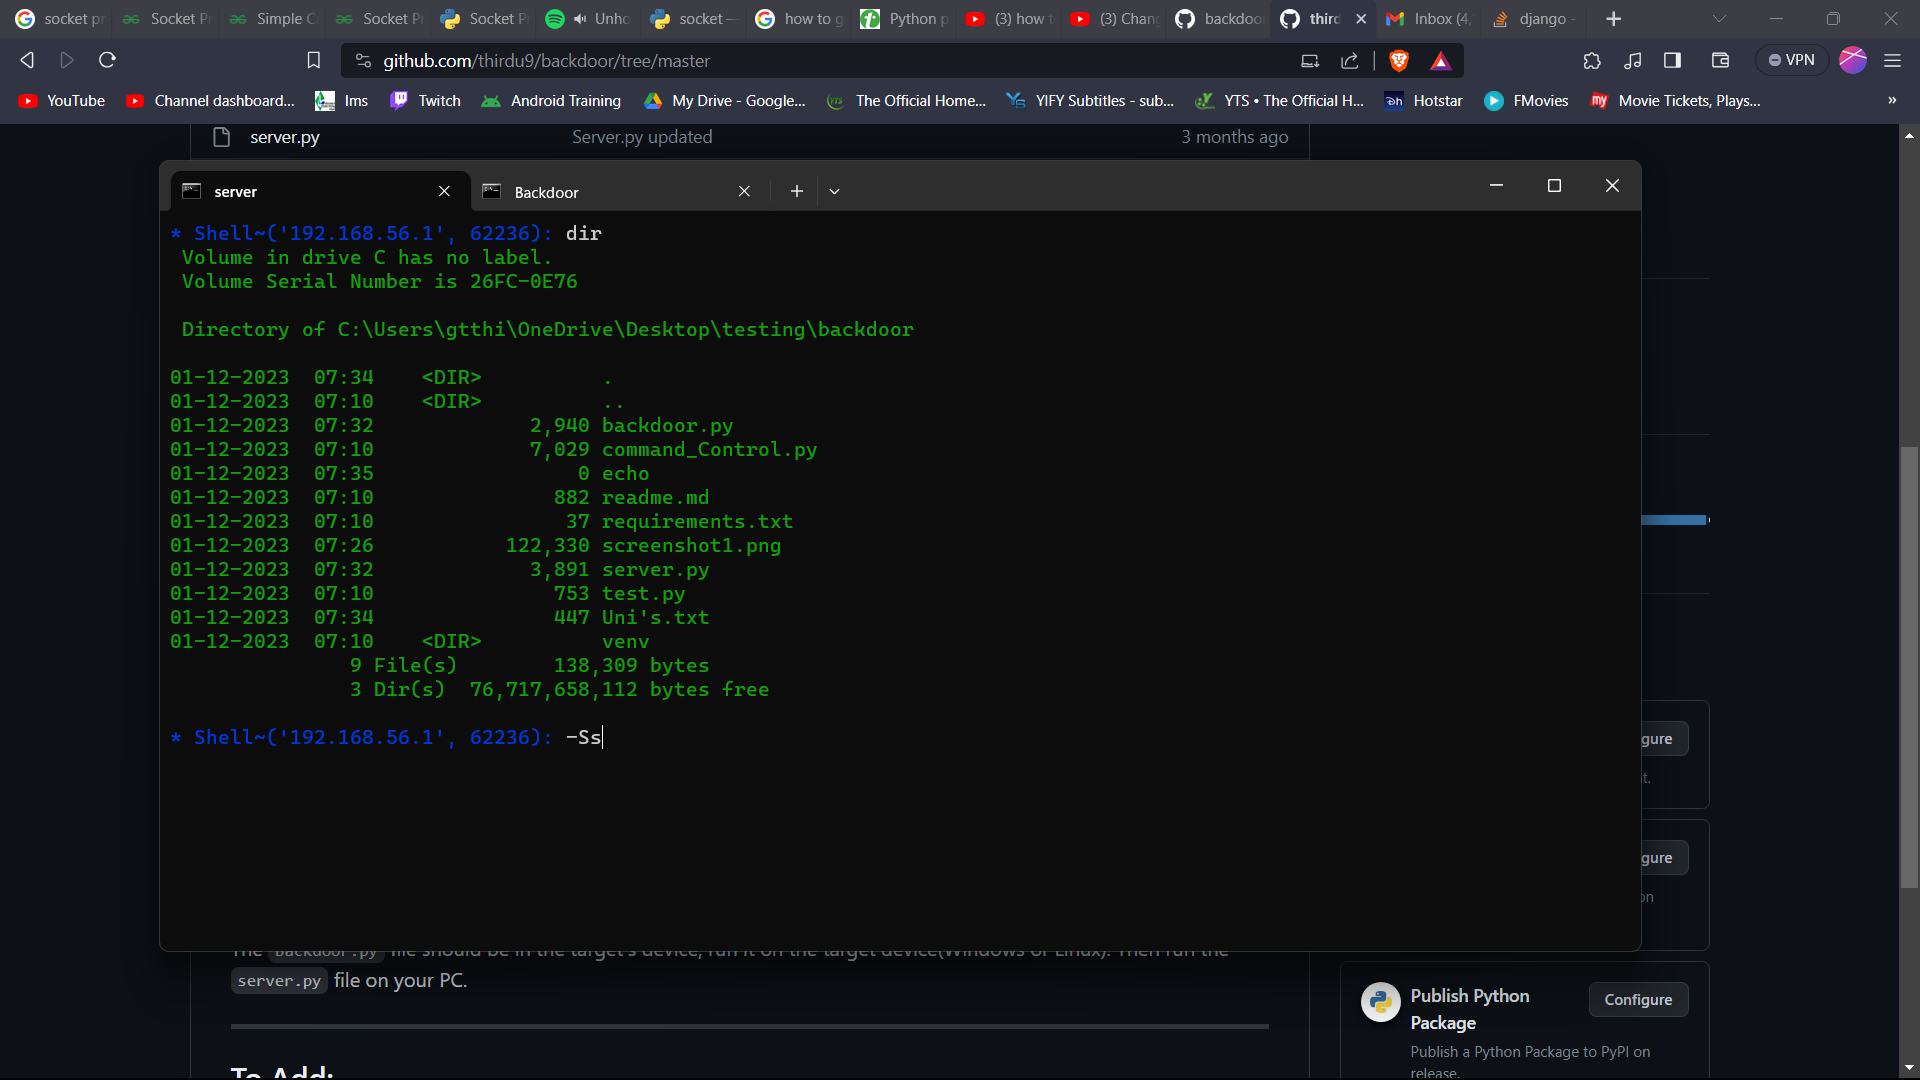 socket pr
Socket Pr
Simple C
Socket Pr
Socket Pr
Unho
socket —
how to g
Python p
(3) how t
(3) Chang
backdoor
third
Inbox (4,
django -
github.com/thirdu9/backdoor/tree/master
VPN
YouTube
Channel dashboard...
lms
Twitch
Android Training
My Drive - Google...
The Official Home...
YIFY Subtitles - sub...
YTS • The Official H...
Hotstar
FMovies
Movie Tickets, Plays...
»
server.py
Server.py updated
3 months ago
server
Backdoor
* Shell~('192.168.56.1', 62236): dir
Volume in drive C has no label.
Volume Serial Number is 26FC-0E76
Directory of C:\Users\gtthi\OneDrive\Desktop\testing\backdoor
01-12-2023  07:34    <DIR>          .
01-12-2023  07:10    <DIR>          ..
01-12-2023  07:32             2,940 backdoor.py
01-12-2023  07:10             7,029 command_Control.py
01-12-2023  07:35                 0 echo
01-12-2023  07:10               882 readme.md
01-12-2023  07:10                37 requirements.txt
01-12-2023  07:26           122,330 screenshot1.png
01-12-2023  07:32             3,891 server.py
01-12-2023  07:10               753 test.py
01-12-2023  07:34               447 Uni's.txt
01-12-2023  07:10    <DIR>          venv
9 File(s)        138,309 bytes
3 Dir(s)  76,717,658,112 bytes free
* Shell~('192.168.56.1', 62236): -Ss
gure
t.
gure
on
The Backdoor.py file should be in the target's device, run it on the target device(Windows or Linux). Then run the
server.py file on your PC.
To Add:
Publish Python
Package
Configure
Publish a Python Package to PyPI on
release.